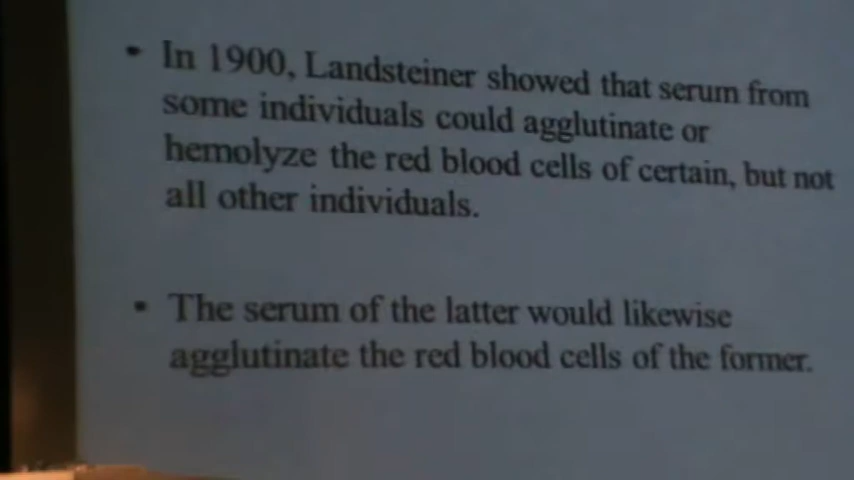 • In 1900, Landsteiner showed that serum from
some individuals could agglutinate or
hemolyze the red blood cells of certain, but not
all other individuals.
• The serum of the latter would likewise
agglutinate the red blood cells of the former.